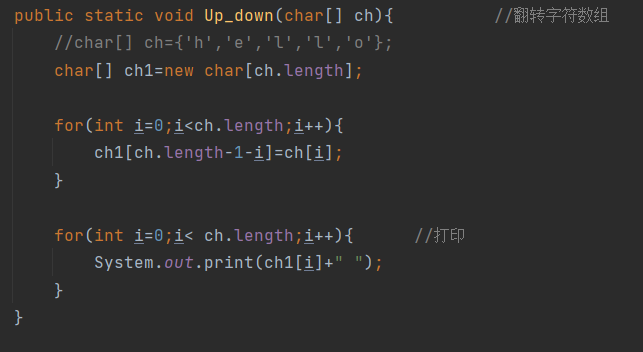 public static void Up_down(char[] ch){ //翻转字符数组
//char[] ch={'h','e','l','l','o'};
char[] ch1=new char[ch.length];
for(int i=0;i<ch.length;i++){
ch1[ch.length-1-i]=ch[i];
}
for(int i=0;i< ch.length;i++){ //打印
System.out.print(ch1[i]+" ");
}
}